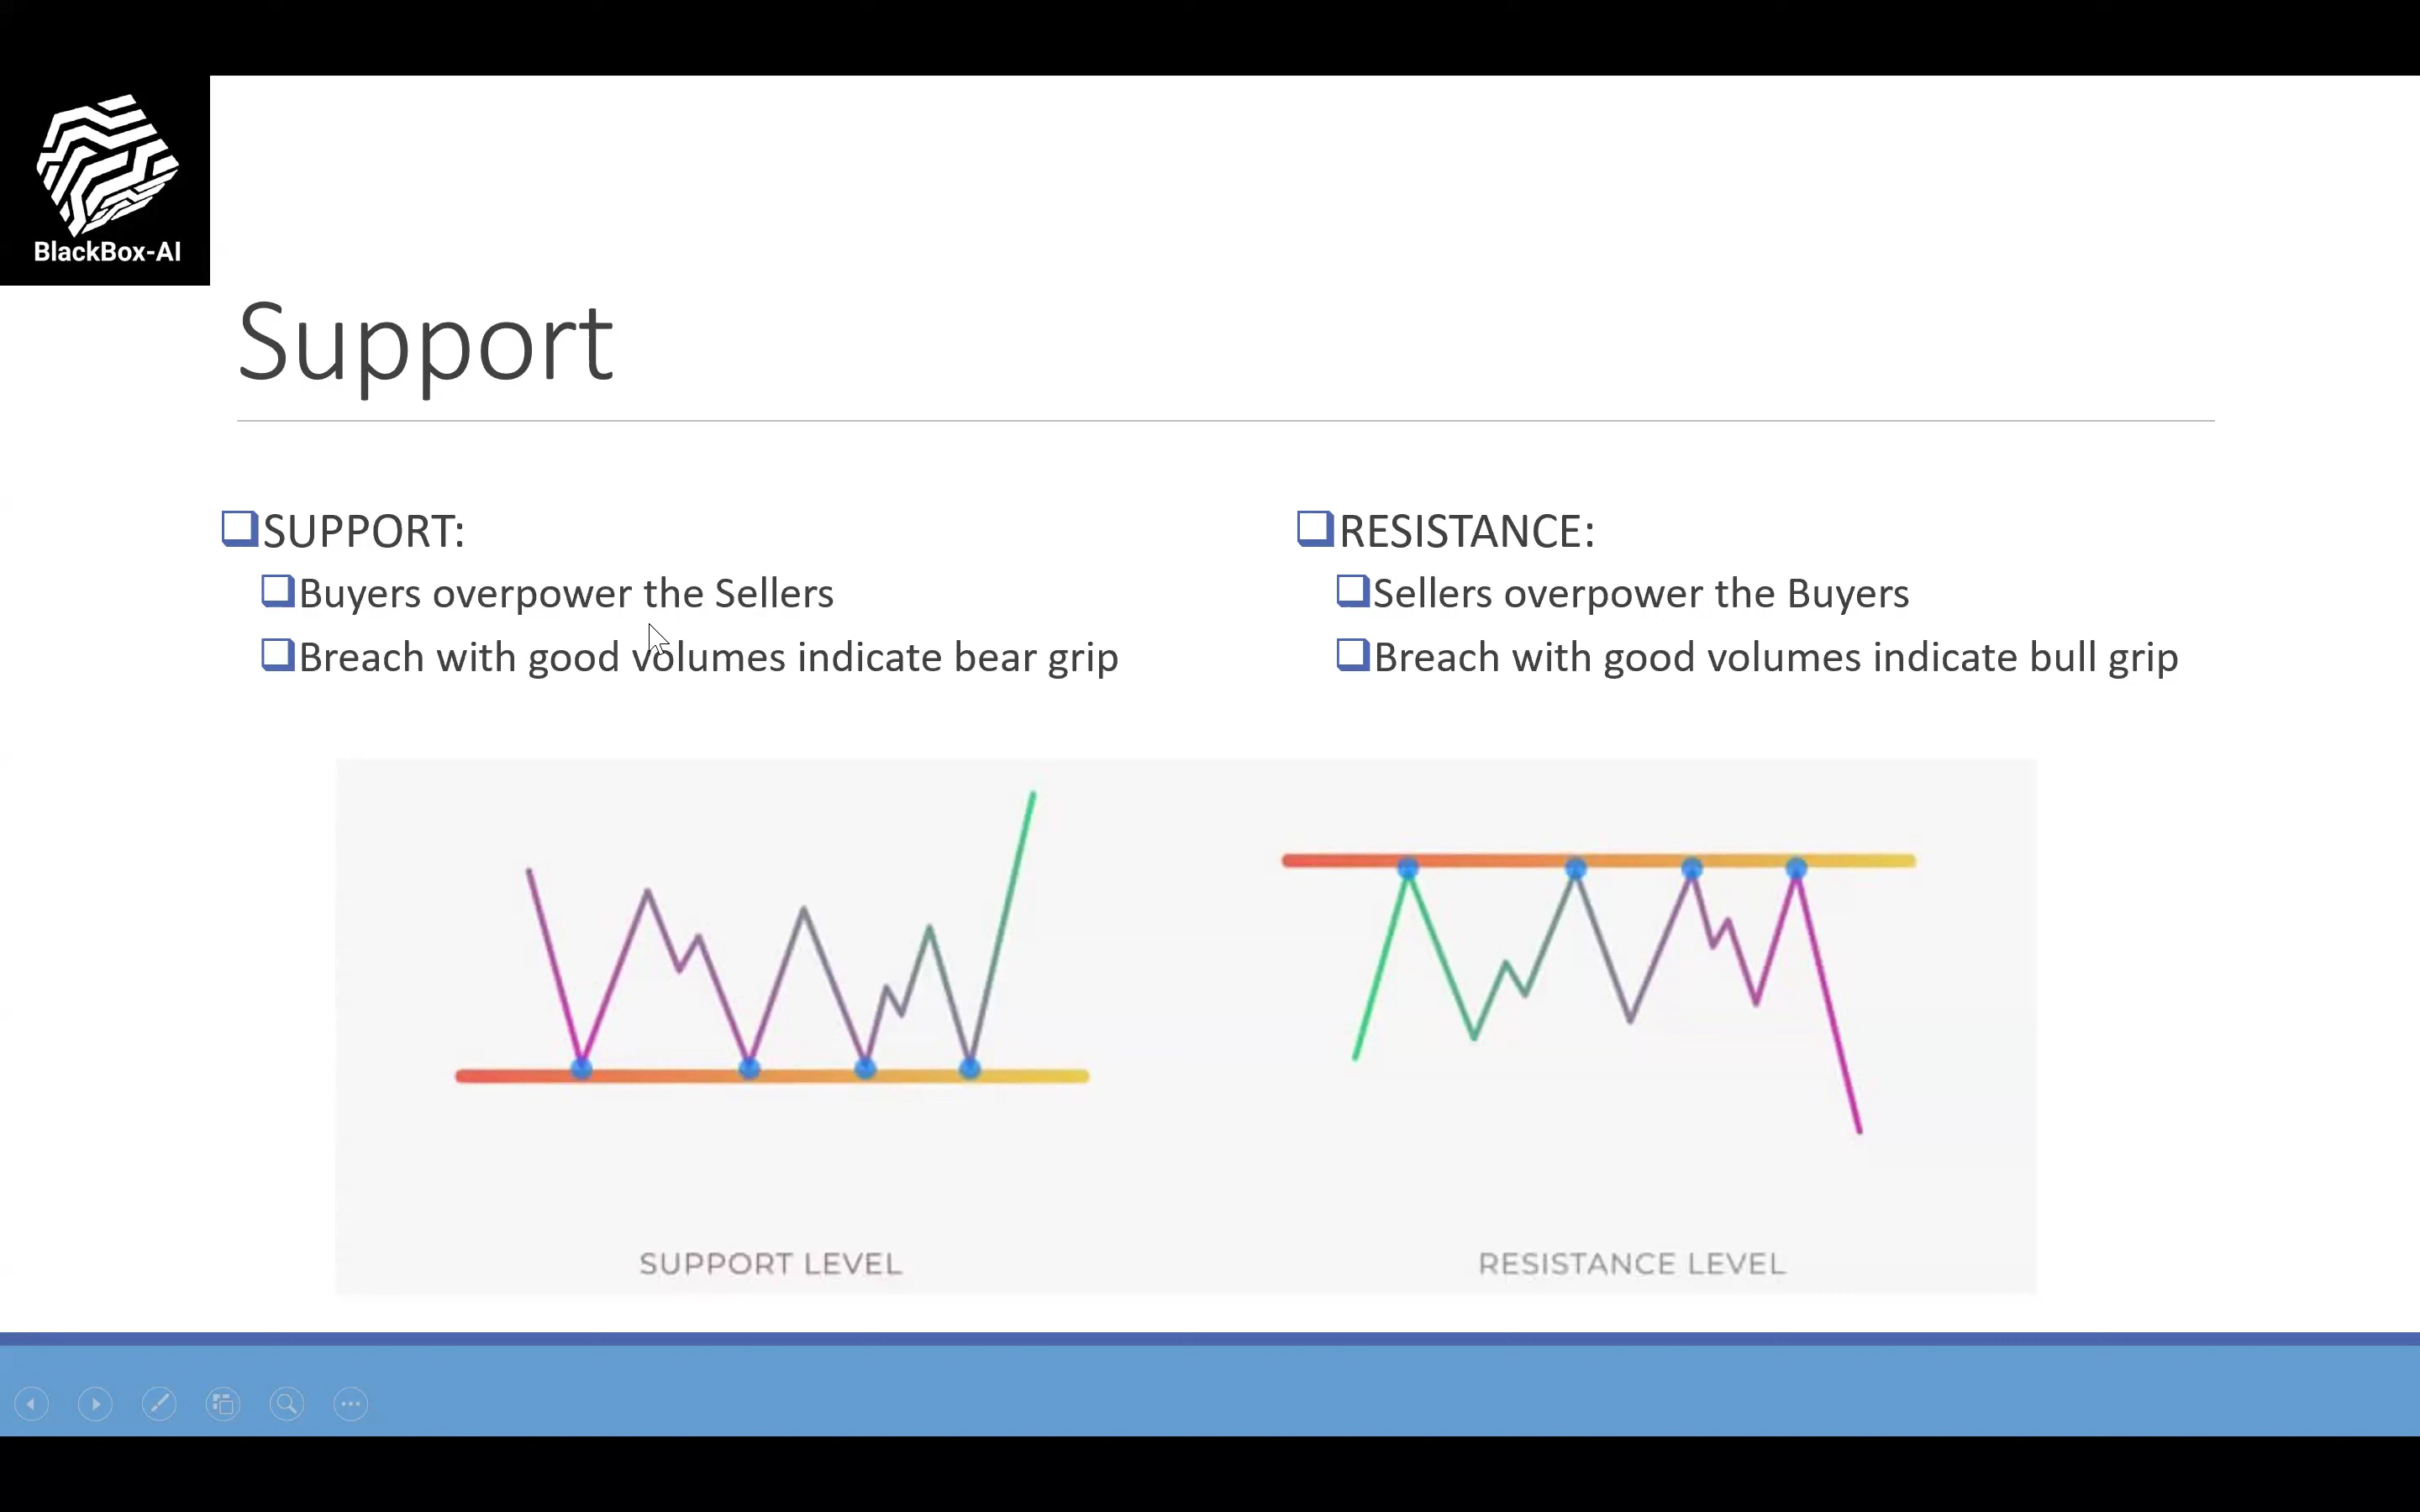 BlackBox-AI
Support
SUPPORT:
Buyers overpower the Sellers
Breach with good volumes indicate bear grip
RESISTANCE:
Sellers overpower the Buyers
Breach with good volumes indicate bull grip
SUPPORT LEVEL
RESISTANCE LEVEL